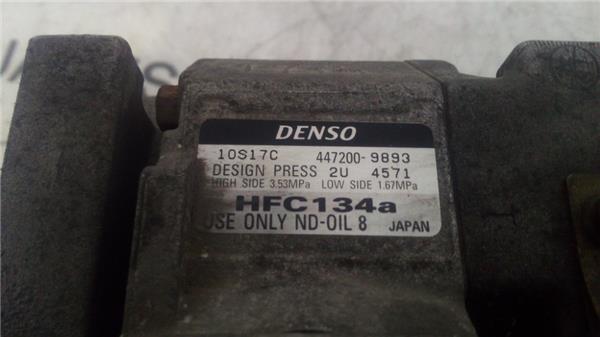 DENSO
10S17C 447200-9893
DESIGN PRESS 2U 4571
HIGH SIDE 3.53MPa LOW SIDE 1.67MPa
HFC134a
USE ONLY ND-OIL 8 JAPAN